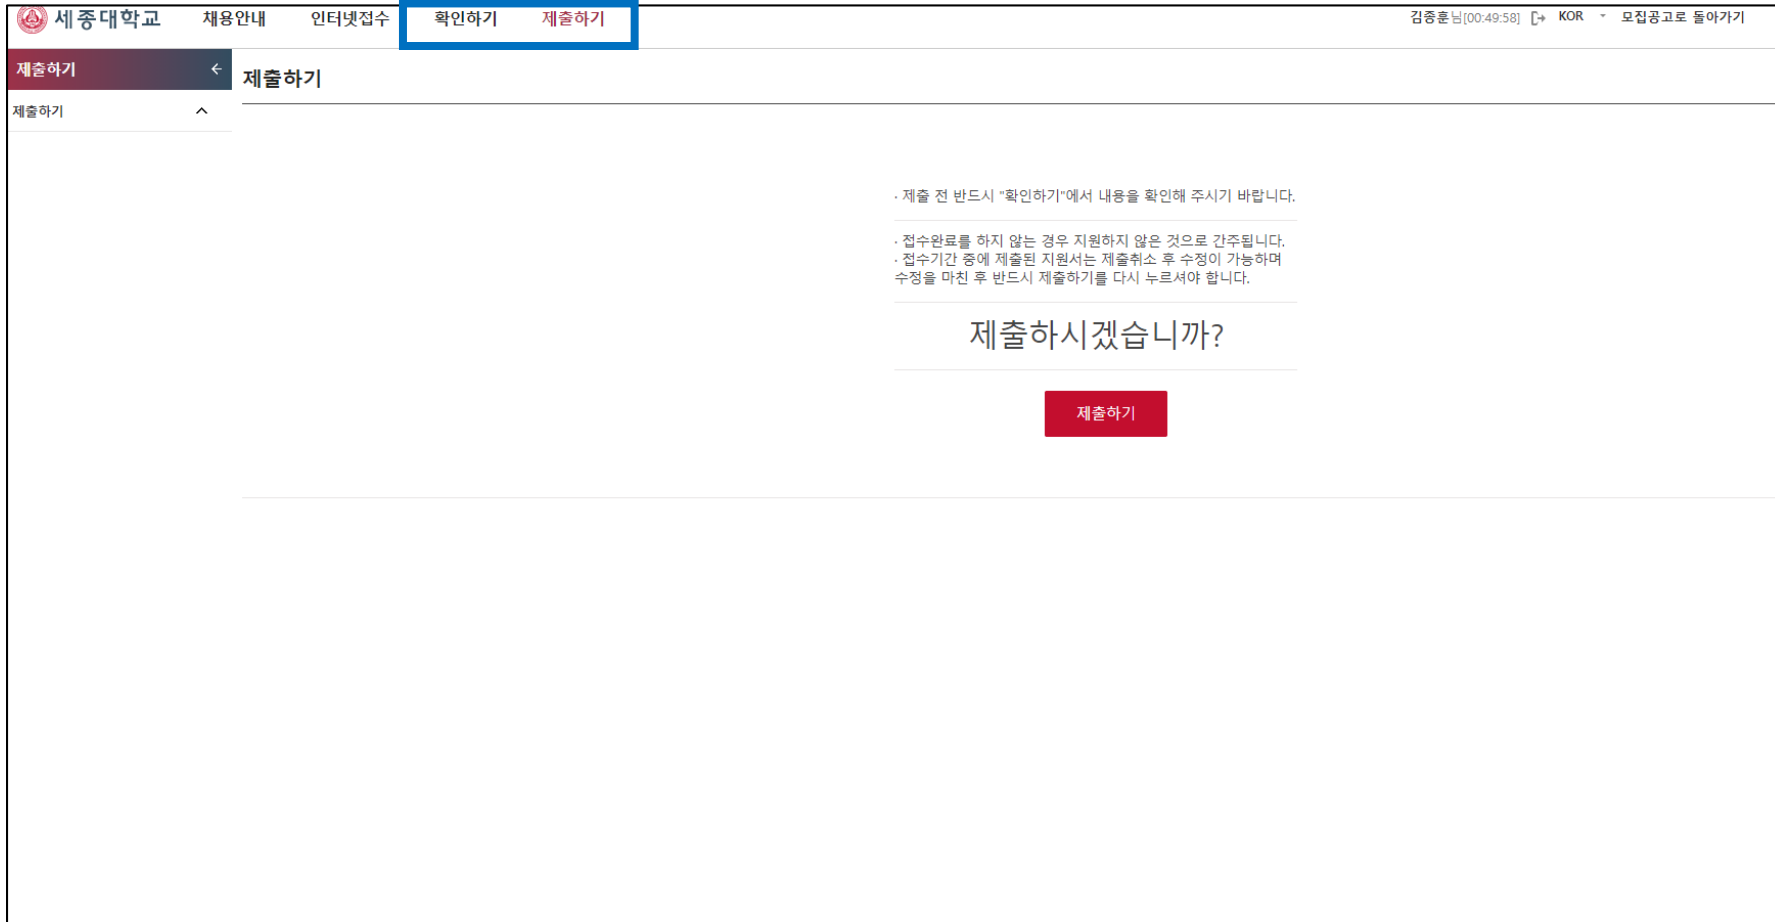 세종대학교 채용안내 인터넷접수 확인하기 제출하기 김종훈님[00:49:58] KOR 모집공고로 돌아가기
제출하기
제출하기
제출하기
· 제출 전 반드시 "확인하기"에서 내용을 확인해 주시기 바랍니다.
· 접수완료를 하지 않는 경우 지원하지 않은 것으로 간주됩니다.
· 접수기간 중에 제출된 지원서는 제출취소 후 수정이 가능하며
수정을 마친 후 반드시 제출하기를 다시 누르셔야 합니다.
제출하시겠습니까?
제출하기